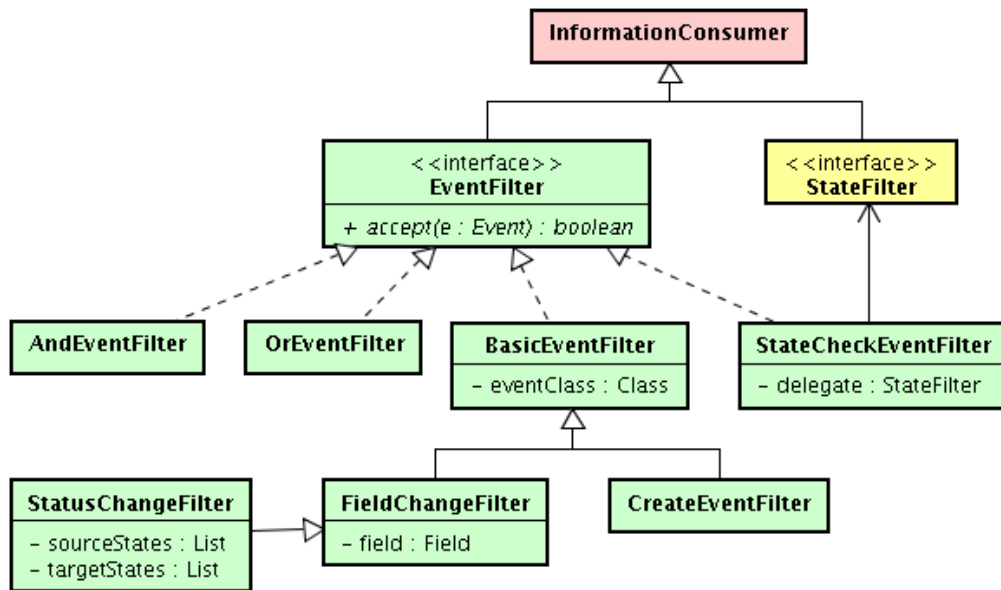 InformationConsumer
<<interface>>
EventFilter
+ accept(e : Event) : boolean
<<interface>>
StateFilter
AndEventFilter
OrEventFilter
BasicEventFilter
− eventClass : Class
StateCheckEventFilter
− delegate : StateFilter
StatusChangeFilter
− sourceStates : List
− targetStates : List
FieldChangeFilter
− field : Field
CreateEventFilter